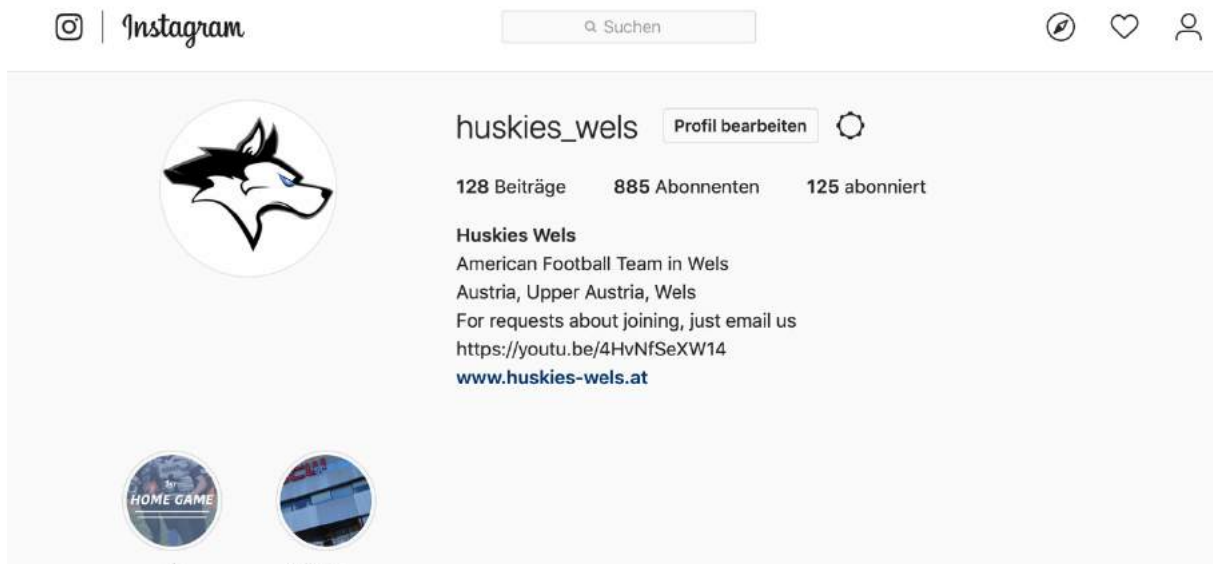 Instagram
Suchen
huskies_wels Profil bearbeiten
128 Beiträge 885 Abonnenten 125 abonniert
Huskies Wels
American Football Team in Wels
Austria, Upper Austria, Wels
For requests about joining, just email us
https://youtu.be/4HvNfSeXW14
www.huskies-wels.at
1st
HOME GAME